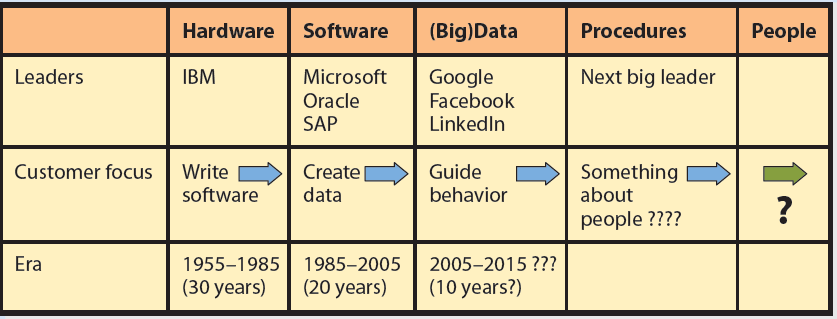 Hardware Software (Big)Data Procedures People
Leaders IBM Microsoft Google Next big leader
Oracle Facebook
SAP LinkedIn
Customer focus Write Create Guide Something
software data behavior about
people ????
?
Era 1955–1985 1985–2005 2005–2015 ???
(30 years) (20 years) (10 years?)